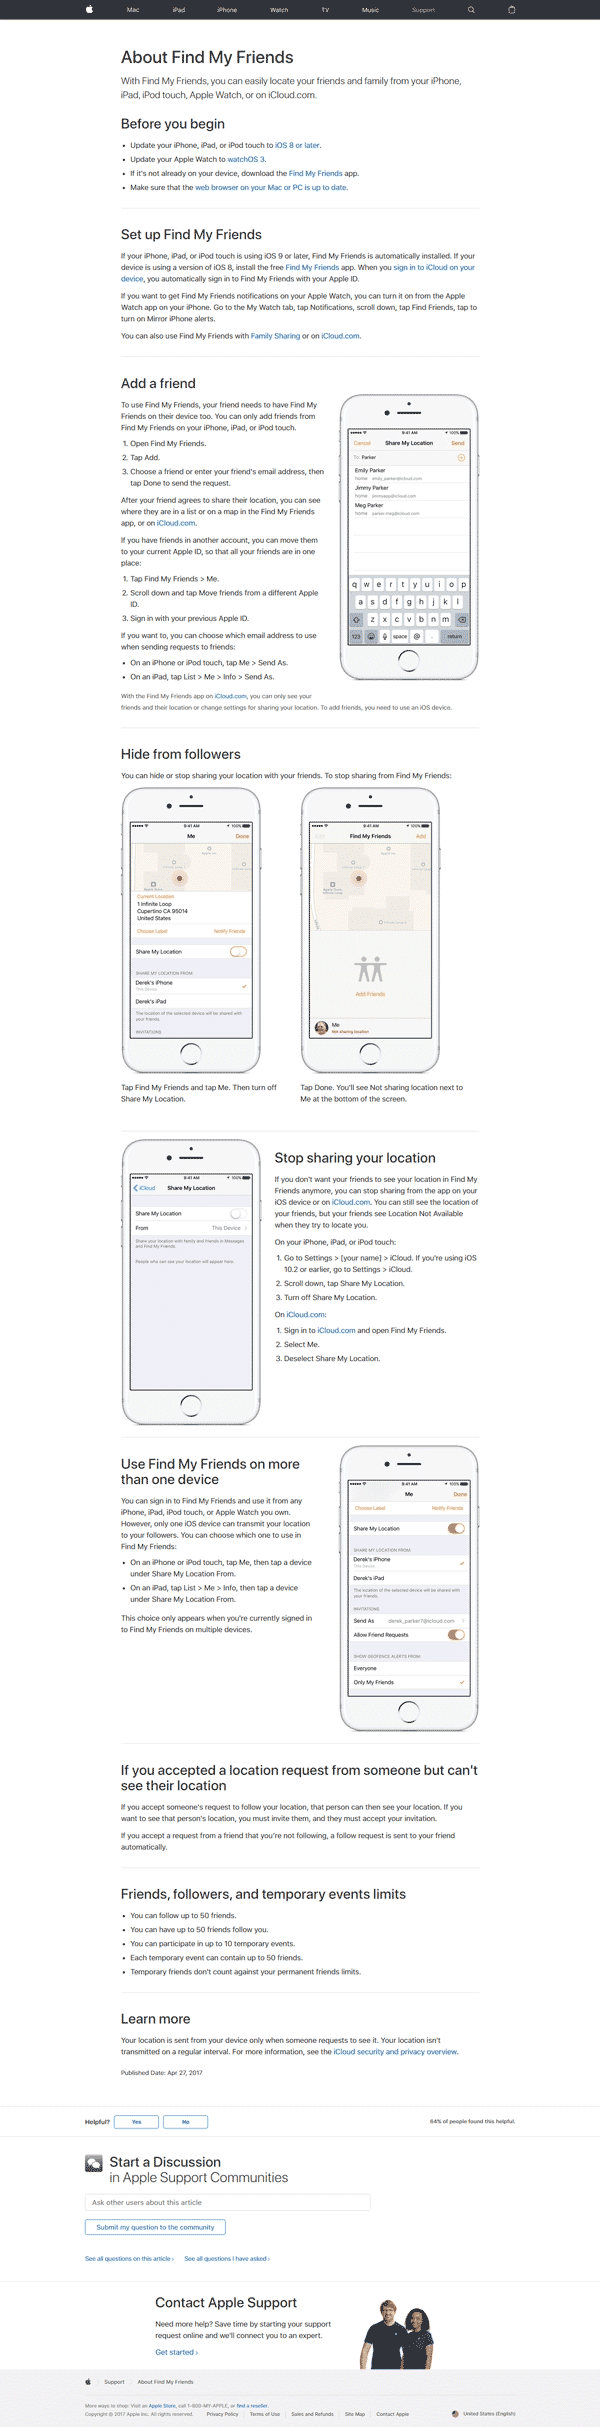 Mac iPad iPhone Watch TV Music Support
About Find My Friends
With Find My Friends, you can easily locate your friends and family from your iPhone,
iPad, iPod touch, Apple Watch, or on iCloud.com.
Before you begin
• Update your iPhone, iPad, or iPod touch to iOS 8 or later.
• Update your Apple Watch to watchOS 3.
• If it's not already on your device, download the Find My Friends app.
• Make sure that the web browser on your Mac or PC is up to date.
Set up Find My Friends
If your iPhone, iPad, or iPod touch is using iOS 9 or later, Find My Friends is automatically installed. If your
device is using a version of iOS 8, install the free Find My Friends app. When you sign in to iCloud on your
device, you automatically sign in to Find My Friends with your Apple ID.
If you want to get Find My Friends notifications on your Apple Watch, you can turn it on from the Apple
Watch app on your iPhone. Go to the My Watch tab, tap Notifications, scroll down, tap Find Friends, tap to
turn on Mirror iPhone alerts.
You can also use Find My Friends with Family Sharing or on iCloud.com.
Add a friend
To use Find My Friends, your friend needs to have Find My
Friends on their device too. You can only add friends from
Find My Friends on your iPhone, iPad, or iPod touch.
1. Open Find My Friends.
2. Tap Add.
3. Choose a friend or enter your friend's email address, then
tap Done to send the request.
After your friend agrees to share their location, you can see
where they are in a list or on a map in the Find My Friends
app, or on iCloud.com.
If you have friends in another account, you can move them
to your current Apple ID, so that all your friends are in one
place:
1. Tap Find My Friends > Me.
2. Scroll down and tap Move friends from a different Apple
ID.
3. Sign in with your previous Apple ID.
If you want to, you can choose which email address to use
when sending requests to friends:
• On an iPhone or iPod touch, tap Me > Send As.
• On an iPad, tap List > Me > Info > Send As.
With the Find My Friends app on iCloud.com, you can only see your
friends and their location or change settings for sharing your location. To add friends, you need to use an iOS device.
9:41 AM 100%
Cancel Share My Location Send
To: Parker
Emily Parker
home emily_parker@icloud.com
Jimmy Parker
home jimmyapp@icloud.com
Meg Parker
home parker.meg@icloud.com
q w e r t y u i o p
a s d f g h j k l
z x c v b n m
123 space @ . return
Hide from followers
You can hide or stop sharing your location with your friends. To stop sharing from Find My Friends:
9:41 AM 100%
Me Done
Current Location
1 Infinite Loop
Cupertino CA 95014
United States
Choose Label Notify Friends
Share My Location
SHARE MY LOCATION FROM
Derek's iPhone
This Device
Derek's iPad
The location of the selected device will be shared with
your friends.
INVITATIONS
9:41 AM 100%
Find My Friends Add
Add Friends
Me
Not sharing location
Tap Find My Friends and tap Me. Then turn off
Share My Location.
Tap Done. You'll see Not sharing location next to
Me at the bottom of the screen.
9:41 AM 100%
iCloud Share My Location
Share My Location
From This Device
Share your location with family and friends in Messages
and Find My Friends.
People who can see your location will appear here.
Stop sharing your location
If you don't want your friends to see your location in Find My
Friends anymore, you can stop sharing from the app on your
iOS device or on iCloud.com. You can still see the location of
your friends, but your friends see Location Not Available
when they try to locate you.
On your iPhone, iPad, or iPod touch:
1. Go to Settings > [your name] > iCloud. If you're using iOS
10.2 or earlier, go to Settings > iCloud.
2. Scroll down, tap Share My Location.
3. Turn off Share My Location.
On iCloud.com:
1. Sign in to iCloud.com and open Find My Friends.
2. Select Me.
3. Deselect Share My Location.
Use Find My Friends on more
than one device
You can sign in to Find My Friends and use it from any
iPhone, iPad, iPod touch, or Apple Watch you own.
However, only one iOS device can transmit your location
to your followers. You can choose which one to use in
Find My Friends:
• On an iPhone or iPod touch, tap Me, then tap a device
under Share My Location From.
• On an iPad, tap List > Me > Info, then tap a device
under Share My Location From.
This choice only appears when you're currently signed in
to Find My Friends on multiple devices.
9:41 AM 100%
Me Done
Choose Label Notify Friends
Share My Location
SHARE MY LOCATION FROM
Derek's iPhone
This Device
Derek's iPad
The location of the selected device will be shared with
your friends.
INVITATIONS
Send As derek_parker7@icloud.com
Allow Friend Requests
SHOW GEOFENCE ALERTS FROM
Everyone
Only My Friends
If you accepted a location request from someone but can't
see their location
If you accept someone's request to follow your location, that person can then see your location. If you
want to see that person's location, you must invite them, and they must accept your invitation.
If you accept a request from a friend that you're not following, a follow request is sent to your friend
automatically.
Friends, followers, and temporary events limits
• You can follow up to 50 friends.
• You can have up to 50 friends follow you.
• You can participate in up to 10 temporary events.
• Each temporary event can contain up to 50 friends.
• Temporary friends don't count against your permanent friends limits.
Learn more
Your location is sent from your device only when someone requests to see it. Your location isn't
transmitted on a regular interval. For more information, see the iCloud security and privacy overview.
Published Date: Apr 27, 2017
Helpful? Yes No 64% of people found this helpful.
Start a Discussion
in Apple Support Communities
Ask other users about this article
Submit my question to the community
See all questions on this article › See all questions I have asked ›
Contact Apple Support
Need more help? Save time by starting your support
request online and we'll connect you to an expert.
Get started ›
Support About Find My Friends
More ways to shop: Visit an Apple Store, call 1-800-MY-APPLE, or find a reseller.
Copyright © 2017 Apple Inc. All rights reserved. Privacy Policy Terms of Use Sales and Refunds Site Map Contact Apple United States (English)